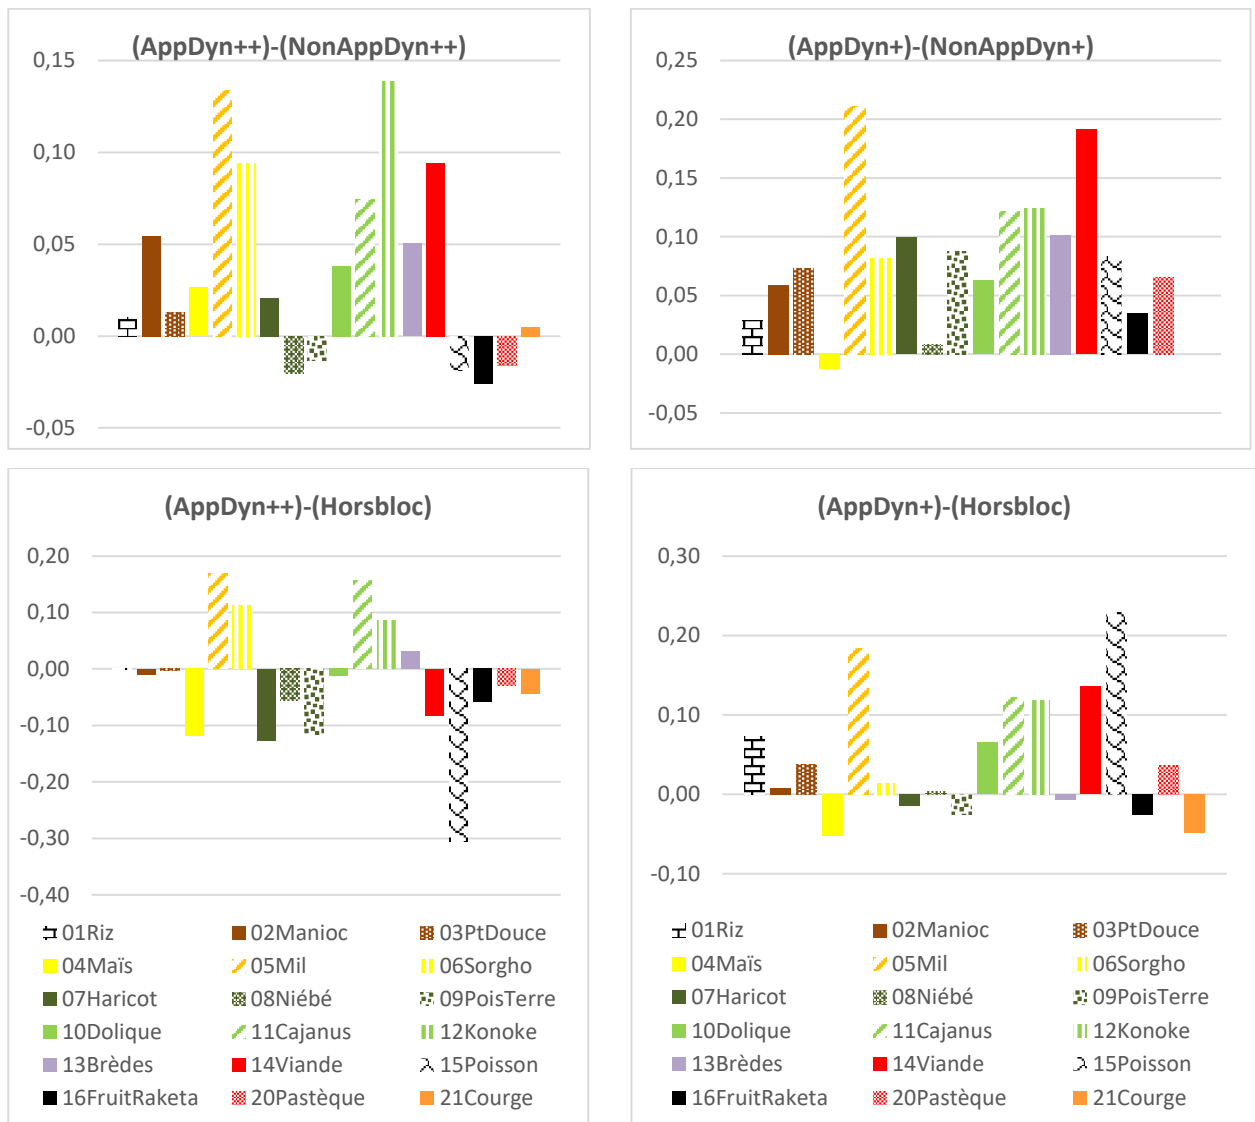 (AppDyn++)-(NonAppDyn++)
0,15
0,10
0,05
0,00
-0,05
(AppDyn+)-(NonAppDyn+)
0,25
0,20
0,15
0,10
0,05
0,00
-0,05
(AppDyn++)-(Horsbloc)
0,20
0,10
0,00
-0,10
-0,20
-0,30
-0,40
01Riz 02Manioc 03PtDouce
04Maïs 05Mil 06Sorgho
07Haricot 08Niébé 09PoisTerre
10Dolique 11Cajanus 12Konoke
13Brèdes 14Viande 15Poisson
16FruitRaketa 20Pastèque 21Courge
(AppDyn+)-(Horsbloc)
0,30
0,20
0,10
0,00
-0,10
01Riz 02Manioc 03PtDouce
04Maïs 05Mil 06Sorgho
07Haricot 08Niébé 09PoisTerre
10Dolique 11Cajanus 12Konoke
13Brèdes 14Viande 15Poisson
16FruitRaketa 20Pastèque 21Courge